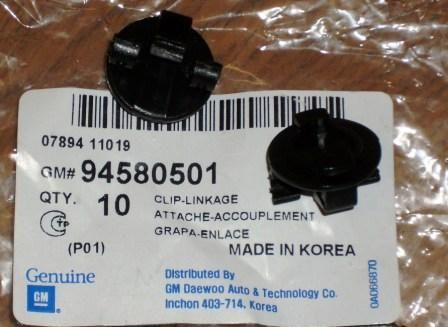 07894 11019
GM# 94580501
QTY. 10 CLIP-LINKAGE
ATTACHE-ACCOUPLEMENT
GRAPA-ENLACE
(P01) MADE IN KOREA
Genuine
GM
Distributed By
GM Daewoo Auto & Technology Co.
Inchon 403-714, Korea
0A066870